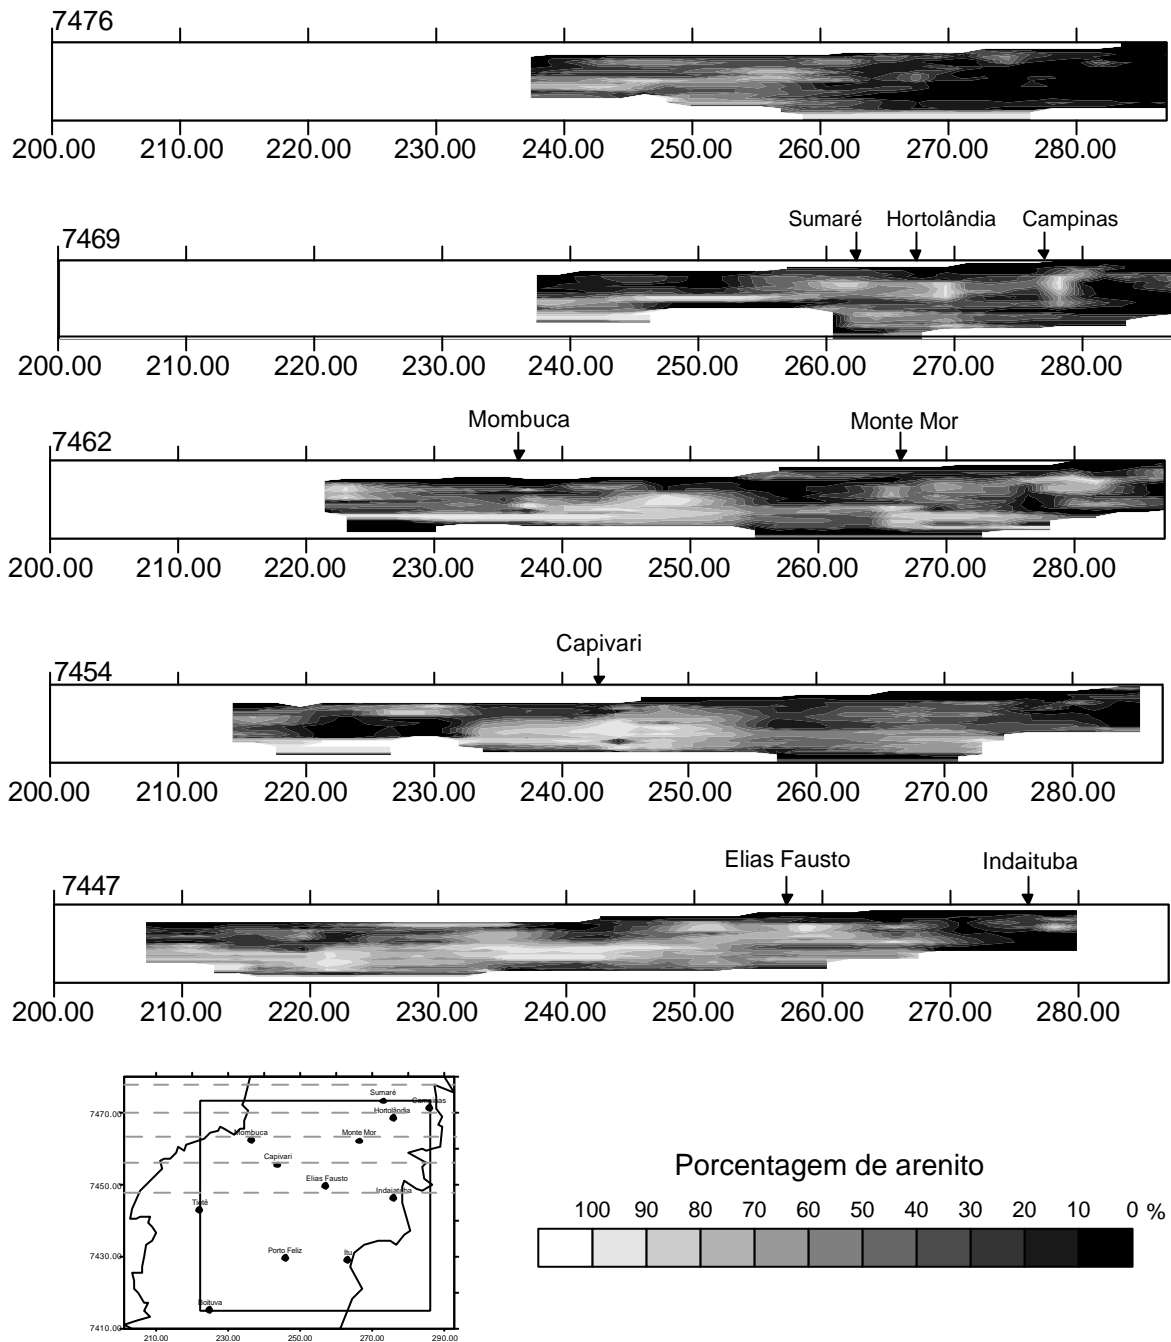 7476
200.00 210.00 220.00 230.00 240.00 250.00 260.00 270.00 280.00
Sumaré Hortolândia Campinas
7469
200.00 210.00 220.00 230.00 240.00 250.00 260.00 270.00 280.00
Mombuca Monte Mor
7462
200.00 210.00 220.00 230.00 240.00 250.00 260.00 270.00 280.00
Capivari
7454
200.00 210.00 220.00 230.00 240.00 250.00 260.00 270.00 280.00
Elias Fausto Indaituba
7447
200.00 210.00 220.00 230.00 240.00 250.00 260.00 270.00 280.00
Sumaré
Campinas
7470.00 Hortolândia
Mombuca Monte Mor
Capivari
7450.00 Elias Fausto
Indaiatuba
Tietê
7430.00 Porto Feliz Itu
Boituva
7410.00
210.00 230.00 250.00 270.00 290.00
Porcentagem de arenito
100 90 80 70 60 50 40 30 20 10 0 %